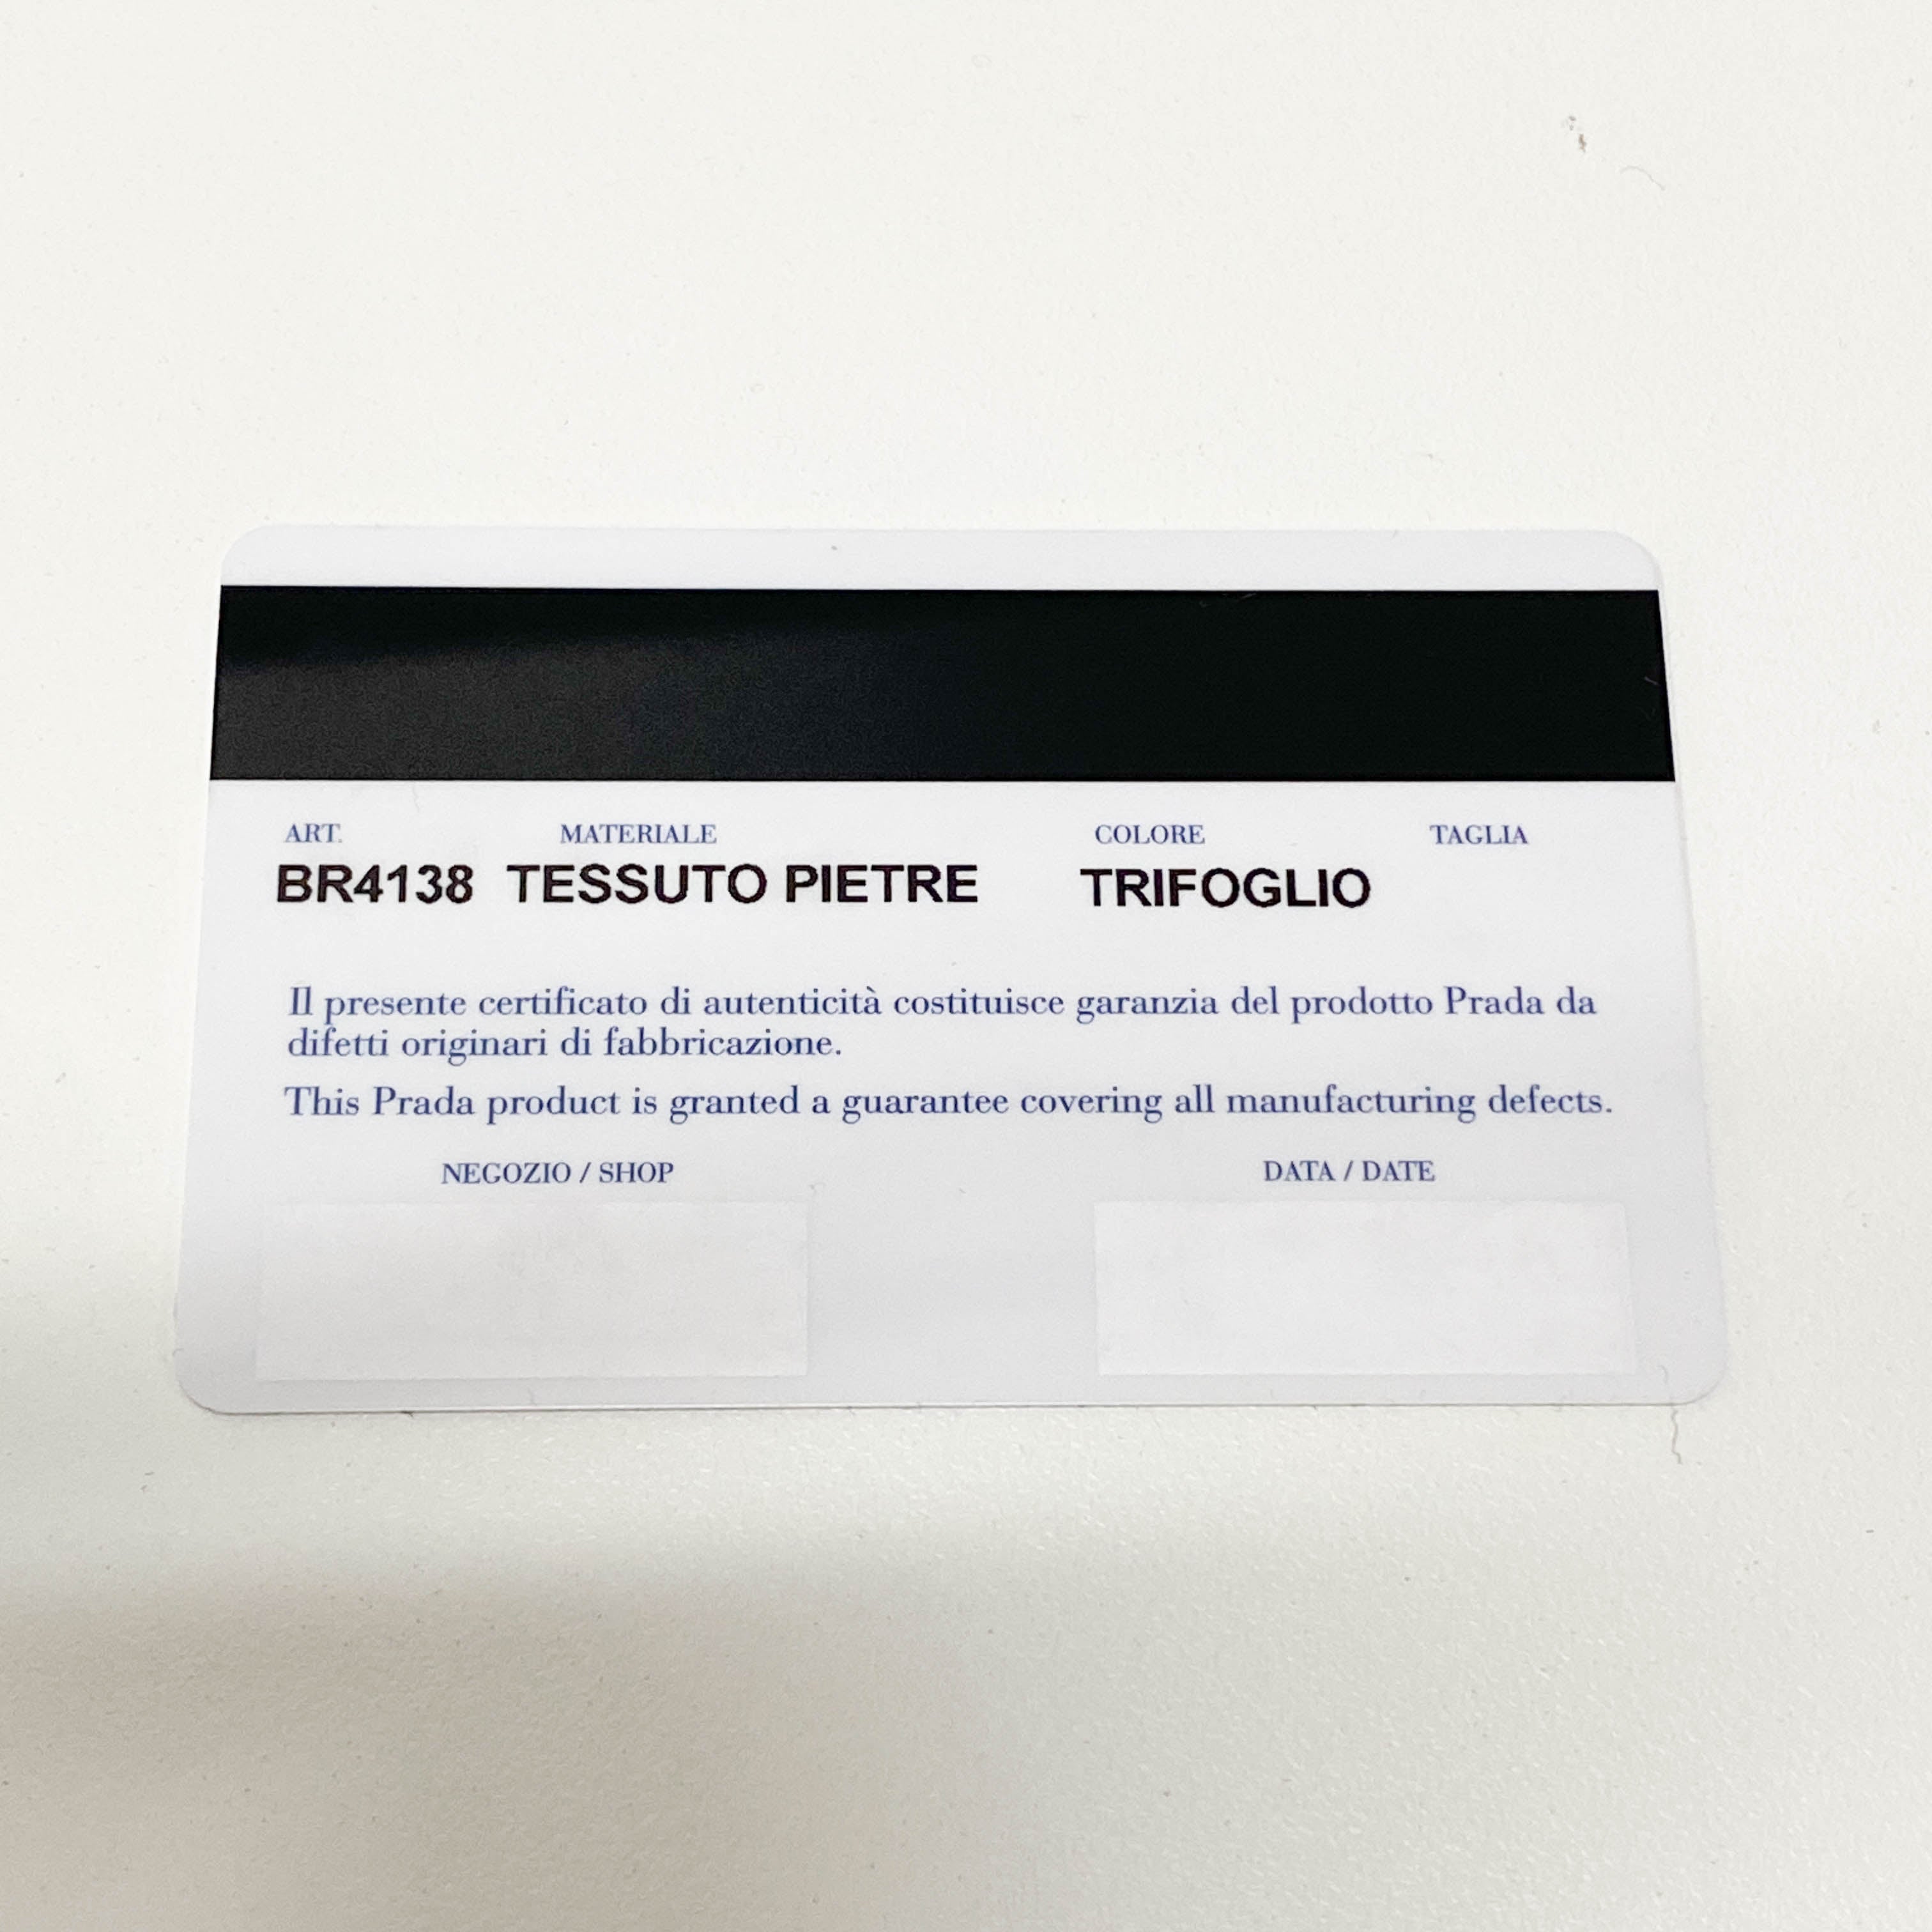 ART. MATERIALE COLORE TAGLIA
BR4138 TESSUTO PIETRE TRIFOGLIO
Il presente certificato di autenticità costituisce garanzia del prodotto Prada da
difetti originari di fabbricazione.
This Prada product is granted a guarantee covering all manufacturing defects.
NEGOZIO / SHOP DATA / DATE